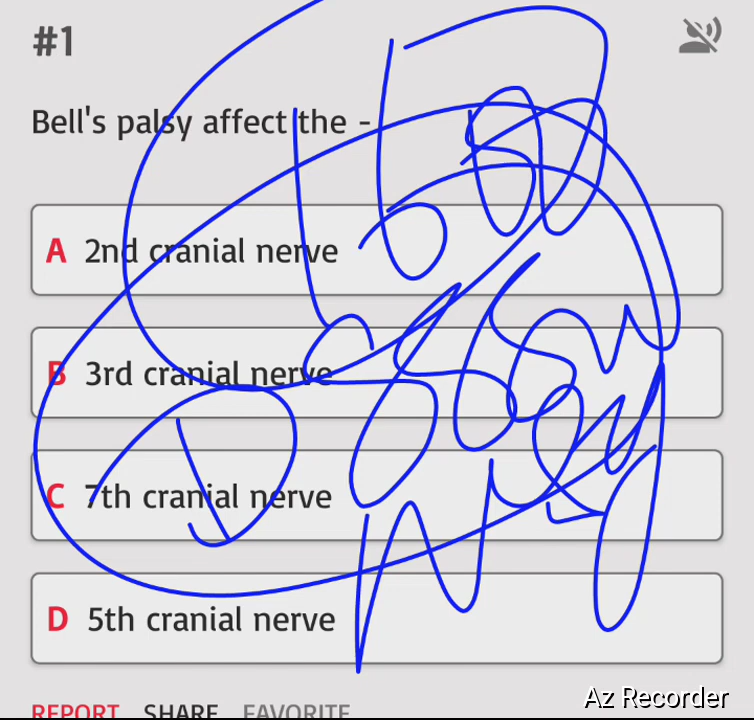 #1
Bell's palsy affect the -
A 2nd cranial nerve
B 3rd cranial nerve
C 7th cranial nerve
D 5th cranial nerve
REPORT SHARE FAVORITE
Az Recorder